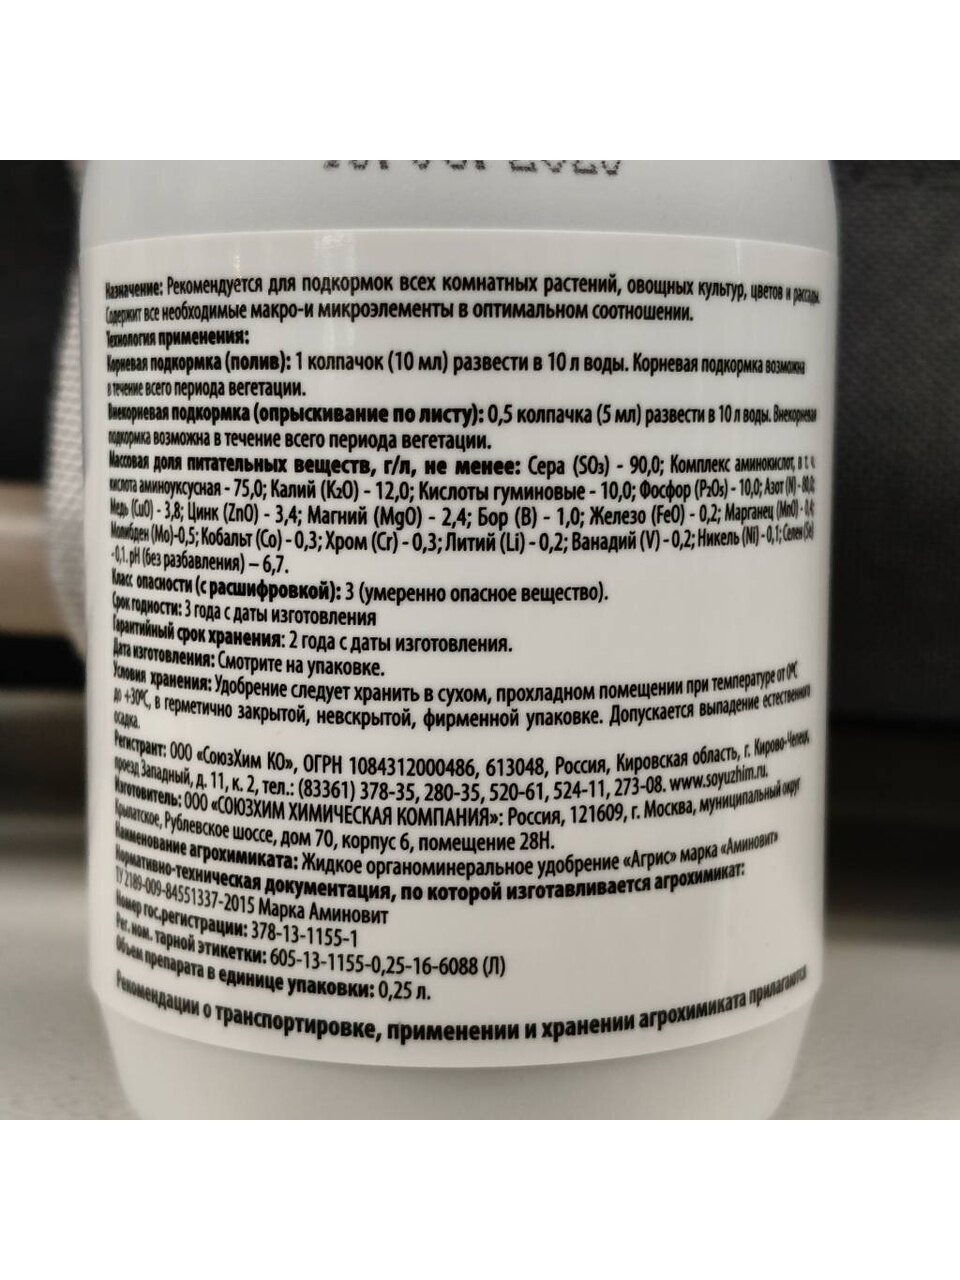 Назначение: Рекомендуется для подкормок всех комнатных растений, овощных культур, цветов и рассады.
Содержит все необходимые макро-и микроэлементы в оптимальном соотношении.
Технология применения:
Корневая подкормка (полив): 1 колпачок (10 мл) развести в 10 л воды. Корневая подкормка возможна
в течение всего периода вегетации.
Внекорневая подкормка (опрыскивание по листу): 0,5 колпачка (5 мл) развести в 10 л воды. Внекорневая
подкормка возможна в течение всего периода вегетации.
Массовая доля питательных веществ, г/л, не менее: Сера (SO₃) - 90,0; Комплекс аминокислот, в т. ч.
кислота аминоуксусная - 75,0; Калий (K₂O) - 12,0; Кислоты гуминовые - 10,0; Фосфор (P₂O₅) - 10,0; Азот (N) - 80,0;
Медь (CuO) - 3,8; Цинк (ZnO) - 3,4; Магний (MgO) - 2,4; Бор (B) - 1,0; Железо (FeO) - 0,2; Марганец (MnO) - 0,4;
Молибден (Mo)-0,5; Кобальт (Co) - 0,3; Хром (Cr) - 0,3; Литий (Li) - 0,2; Ванадий (V) - 0,2; Никель (Ni) - 0,1; Селен (Se)
- 0,1. pH (без разбавления) – 6,7.
Класс опасности (с расшифровкой): 3 (умеренно опасное вещество).
Срок годности: 3 года с даты изготовления
Гарантийный срок хранения: 2 года с даты изготовления.
Дата изготовления: Смотрите на упаковке.
Условия хранения: Удобрение следует хранить в сухом, прохладном помещении при температуре от 0ºC
до +30ºC, в герметично закрытой, невскрытой, фирменной упаковке. Допускается выпадение естественного
осадка.
Регистрант: ООО «СоюзХим КО», ОГРН 1084312000486, 613048, Россия, Кировская область, г. Кирово-Чепецк,
проезд Западный, д. 11, к. 2, тел.: (83361) 378-35, 280-35, 520-61, 524-11, 273-08. www.soyuzhim.ru.
Изготовитель: ООО «СОЮЗХИМ ХИМИЧЕСКАЯ КОМПАНИЯ»: Россия, 121609, г. Москва, муниципальный округ
Крылатское, Рублевское шоссе, дом 70, корпус 6, помещение 28Н.
Наименование агрохимиката: Жидкое органоминеральное удобрение «Агрис» марка «Аминовит»
Нормативно-техническая документация, по которой изготавливается агрохимикат:
ТУ 2189-009-84551337-2015 Марка Аминовит
Номер гос.регистрации: 378-13-1155-1
Рег. ном. тарной этикетки: 605-13-1155-0,25-16-6088 (Л)
Объем препарата в единице упаковки: 0,25 л.
Рекомендации о транспортировке, применении и хранении агрохимиката прилагаются